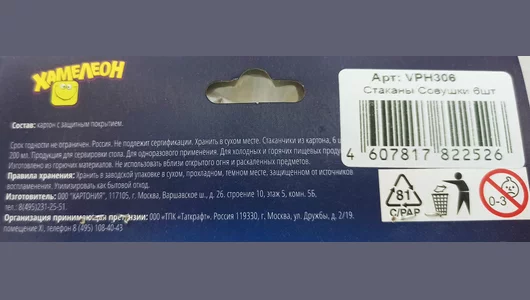 ХАМЕЛЕОН
Состав: картон с защитным покрытием.
Срок годности не ограничен. Россия. Не подлежит сертификации. Хранить в сухом месте. Стаканчики из картона, 6 ш
200 мл. Продукция для сервировки стола. Для одноразового применения. Для холодных и горячих пищевых продук
Изготовлено из горючих материалов. Не использовать вблизи открытого огня и раскаленных предметов.
Правила хранения: Хранить в заводской упаковке в сухом, прохладном, темном месте, защищенном от источников
воспламенения. Утилизировать как бытовой отход.
Изготовитель: ООО "КАРТОНИЯ", 117105, г. Москва, Варшавское ш., д. 26. строение 10, этаж 5, комн. 5Б,
тел.: 8(495)231-25-51.
Организация принимающая претензии: ООО «ТПК «Таткрафт». Россия 119330, г. Москва, ул. Дружбы, д. 2/19.
помещение XI, телефон 8 (495) 108-40-43
Арт: VPH306
Стаканы Совушки 6шт
4 607817 822526
81
C/PAP
0-3